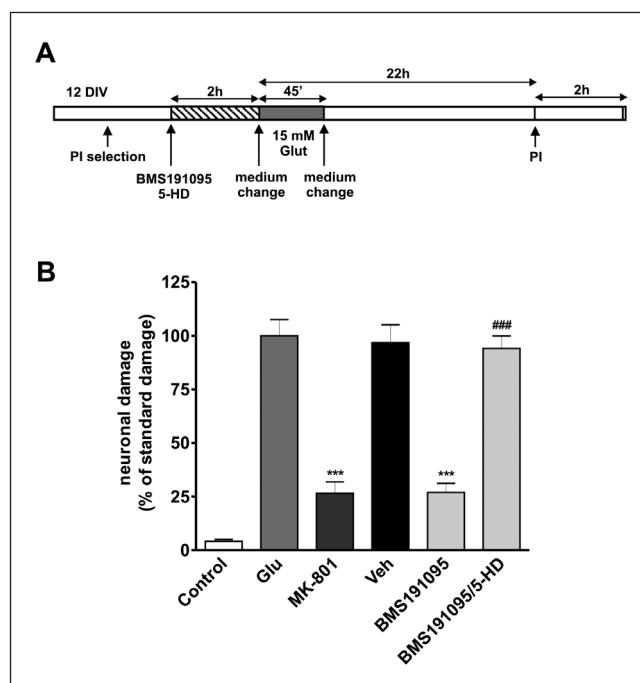 A
22h
12 DIV
2h
45'
2h
PI selection
BMS191095
5-HD
medium
change
15 mM
Glut
medium
change
PI
B
neuronal damage
(% of standard damage)
125
100
75
50
25
0
***
***
###
Control
Glu
MK-801
Veh
BMS191095
BMS191095/5-HD